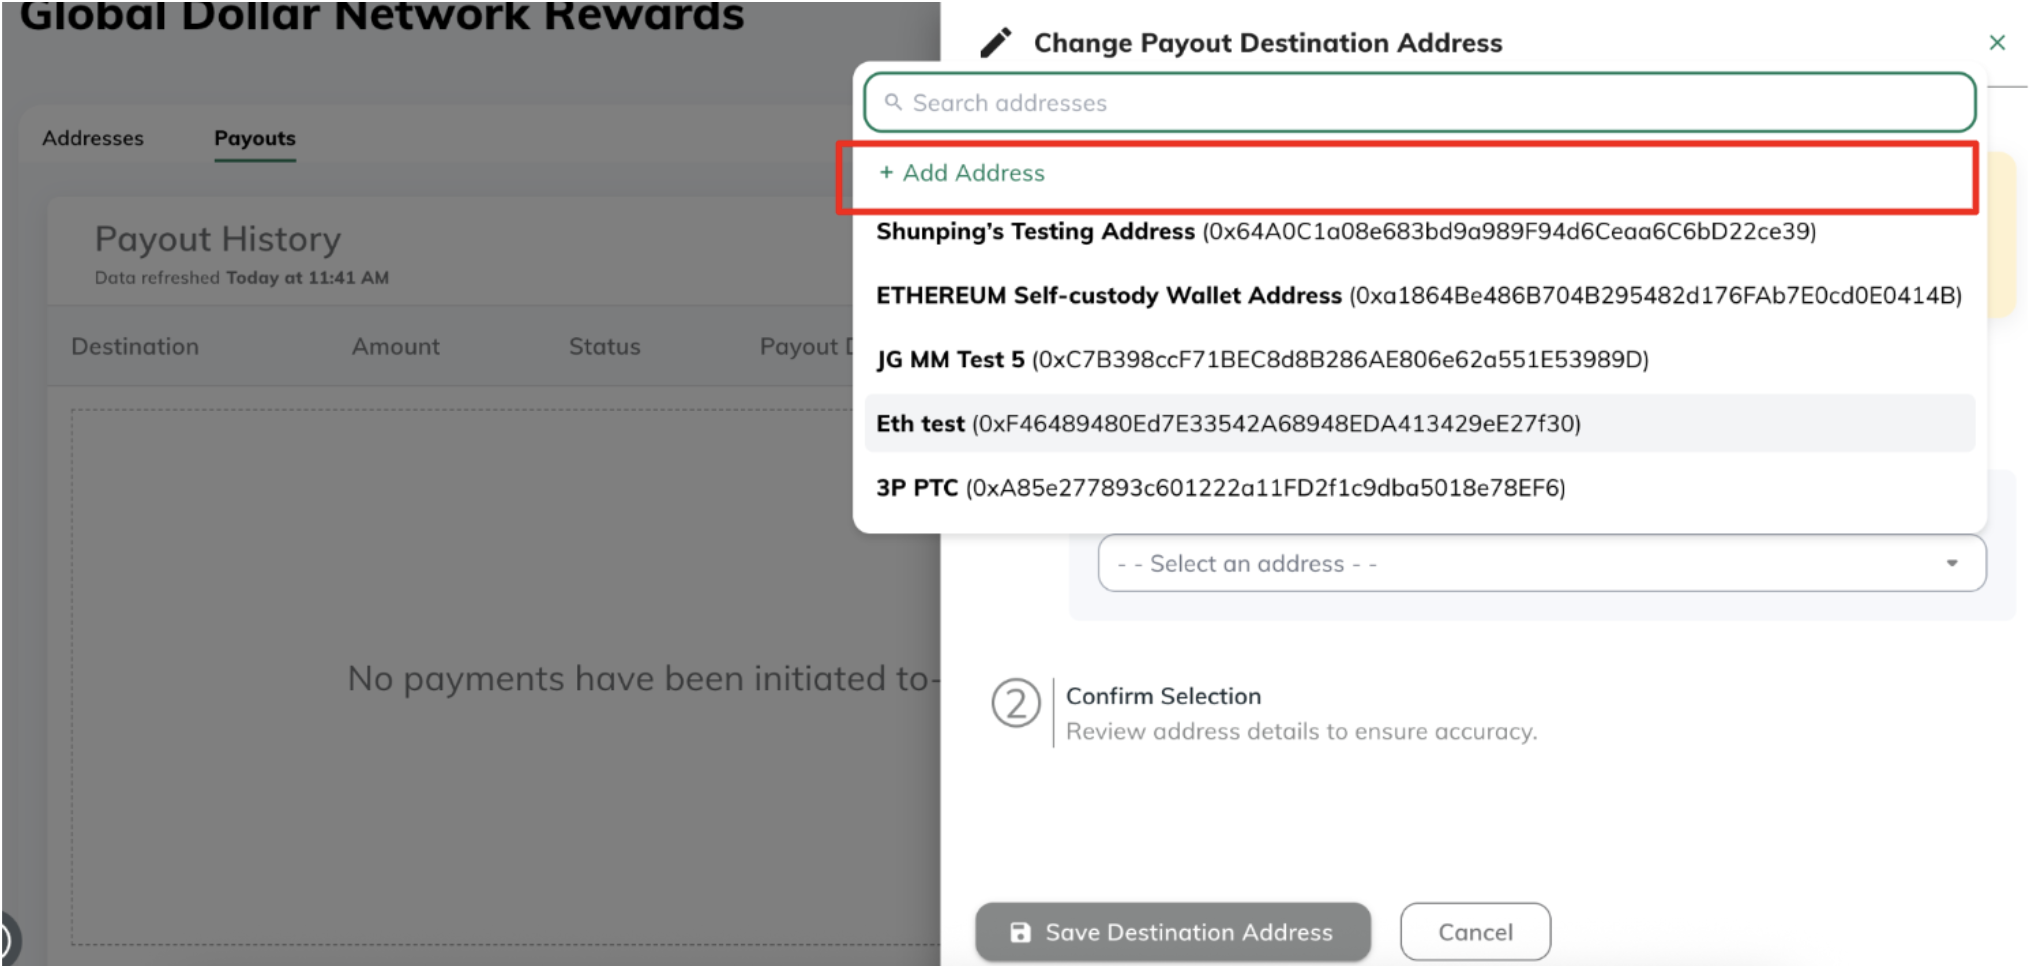 Global Dollar Network Rewards
Addresses
Payouts
Payout History
Data refreshed Today at 11:41 AM
Destination
Amount
Status
Payout
No payments have been initiated to-
Change Payout Destination Address
Search addresses
+ Add Address
Shunping's Testing Address (0x64A0C1a08e683bd9a989F94d6Ceaa6C6bD22ce39)
ETHEREUM Self-custody Wallet Address (0xa1864Be486B704B295482d176FAb7E0cd0E0414B)
JG MM Test 5 (0xC7B398ccF71BEC8d8B286AE806e62a551E53989D)
Eth test (0xF46489480Ed7E33542A68948EDA413429eE27f30)
3P PTC (0xA85e277893c601222a11FD2f1c9dba5018e78EF6)
- - Select an address - -
2
Confirm Selection
Review address details to ensure accuracy.
Save Destination Address
Cancel